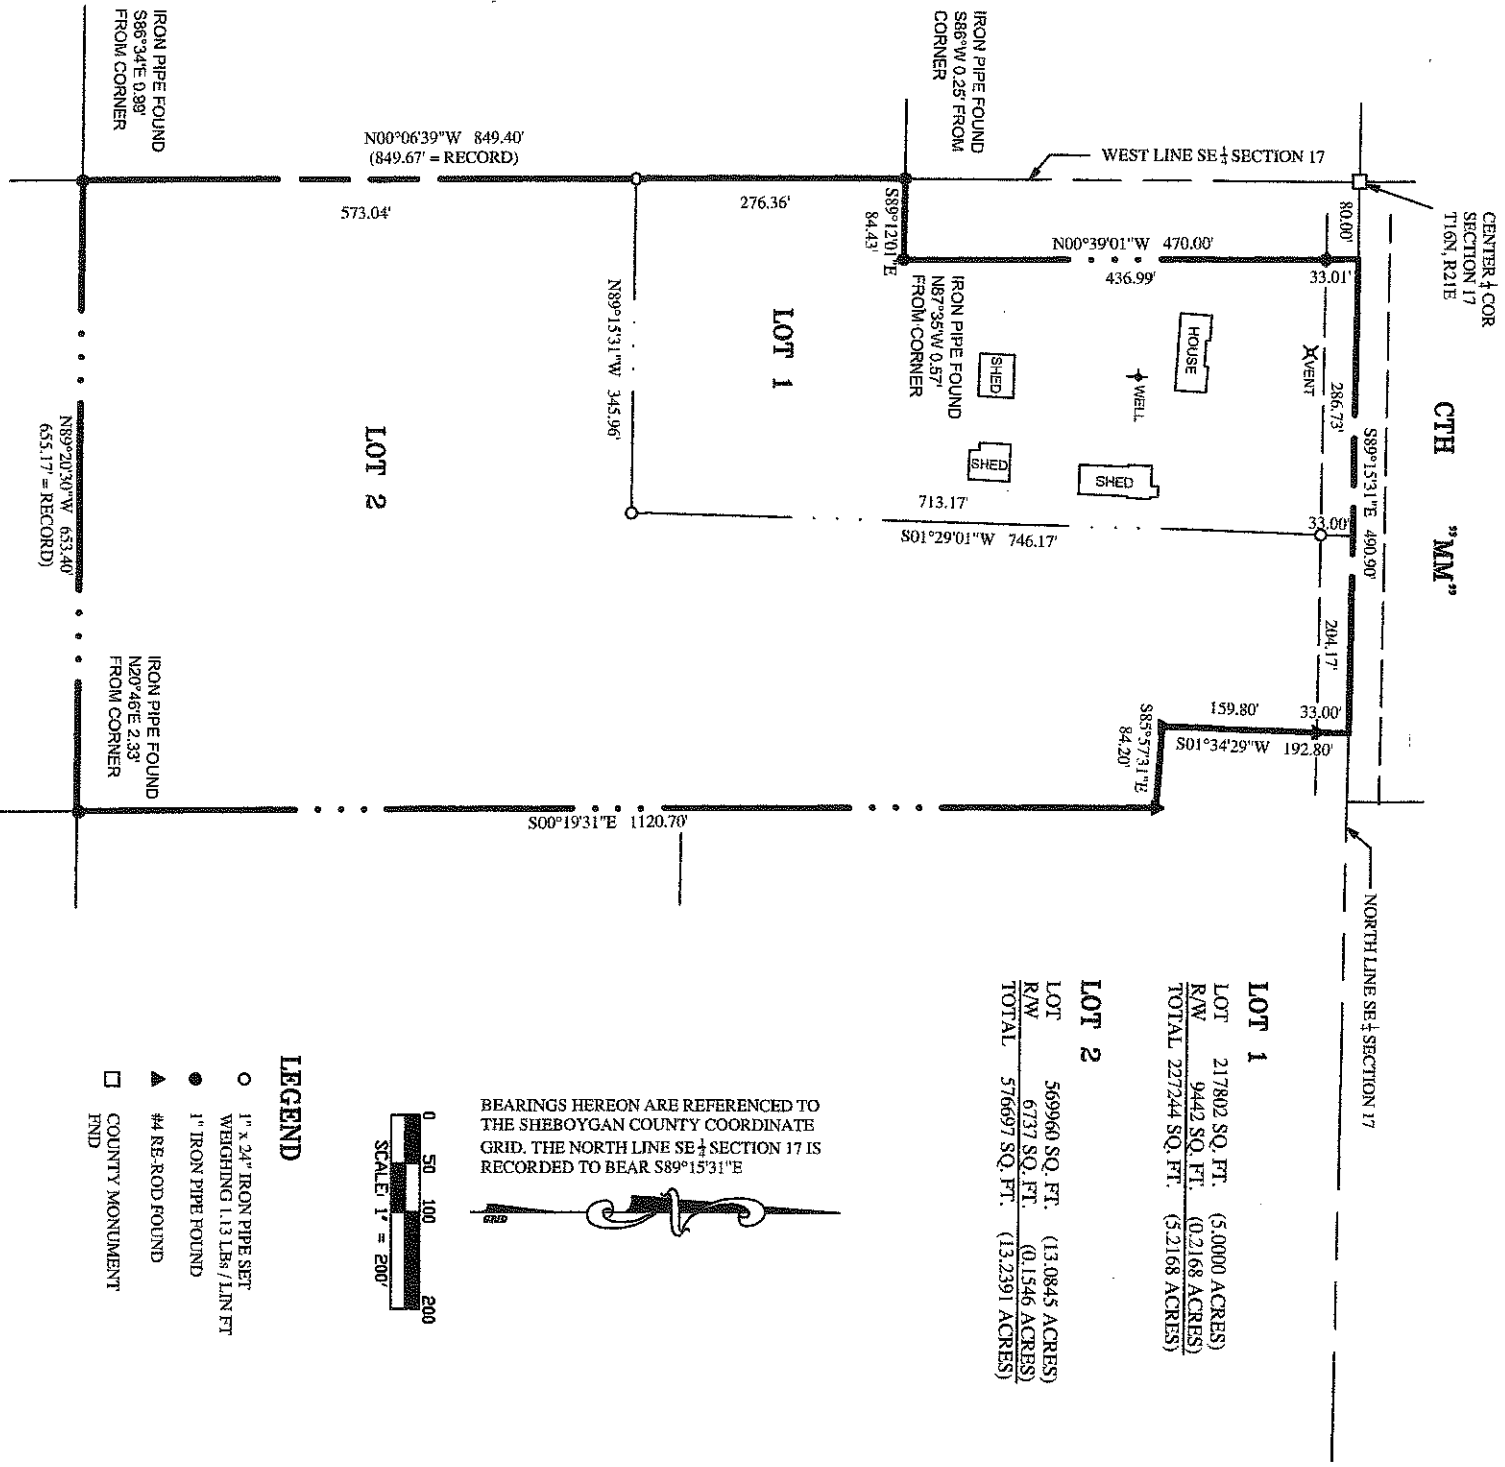 CENTER 1/4 COR
SECTION 17
T16N, R21E
CTH "MM"
NORTH LINE SE 1/4 SECTION 17
WEST LINE SE 1/4 SECTION 17
80.00'
33.01'
S89°15'31"E 490.90'
286.73'
33.00'
204.17'
33.00'
VENT
HOUSE
WELL
SHED
SHED
SHED
N00°39'01"W 470.00'
436.99'
159.80'
S01°34'29"W 192.80'
S85°57'31"E
84.20'
IRON PIPE FOUND
S86°W 0.25' FROM
CORNER
S89°12'01"E
84.43'
IRON PIPE FOUND
N87°35'W 0.57'
FROM CORNER
713.17'
S01°29'01"W 746.17'
LOT 1
276.36'
N89°15'31"W 345.96'
N00°06'39"W 849.40'
(849.67' = RECORD)
573.04'
LOT 2
S00°19'31"E 1120.70'
IRON PIPE FOUND
S86°34'E 0.89'
FROM CORNER
IRON PIPE FOUND
N20°46'E 2.33'
FROM CORNER
N89°20'30"W 653.40'
655.17' = RECORD)
LOT 1
LOT 217802 SQ. FT. (5.0000 ACRES)
R/W 9442 SQ. FT. (0.2168 ACRES)
TOTAL 227244 SQ. FT. (5.2168 ACRES)
LOT 2
LOT 569960 SQ. FT. (13.0845 ACRES)
R/W 6737 SQ. FT. (0.1546 ACRES)
TOTAL 576697 SQ. FT. (13.2391 ACRES)
BEARINGS HEREON ARE REFERENCED TO
THE SHEBOYGAN COUNTY COORDINATE
GRID. THE NORTH LINE SE 1/4 SECTION 17 IS
RECORDED TO BEAR S89°15'31"E
GRID
0 50 100 200
SCALE: 1" = 200'
LEGEND
1" x 24" IRON PIPE SET
WEIGHING 1.13 LBs / LIN FT
1" IRON PIPE FOUND
#4 RE-ROD FOUND
COUNTY MONUMENT
FND